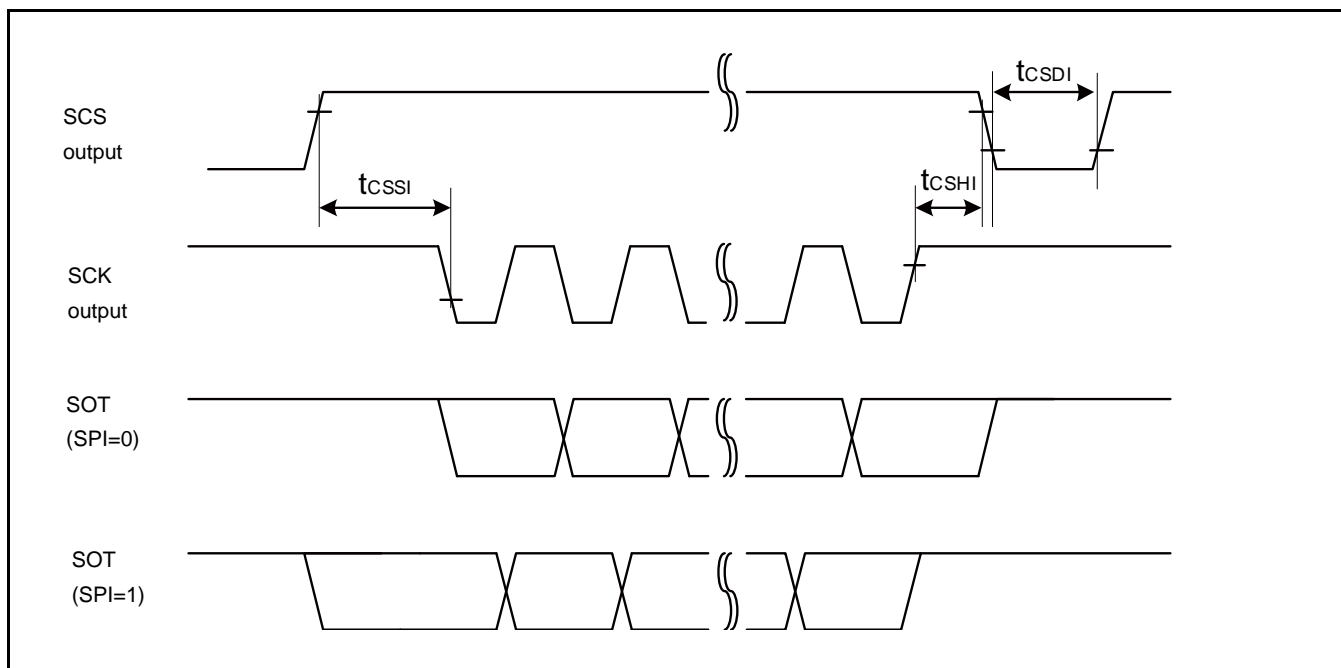 tCSDI
SCS
output
tCSSI
tCSHI
SCK
output
SOT
(SPI=0)
SOT
(SPI=1)